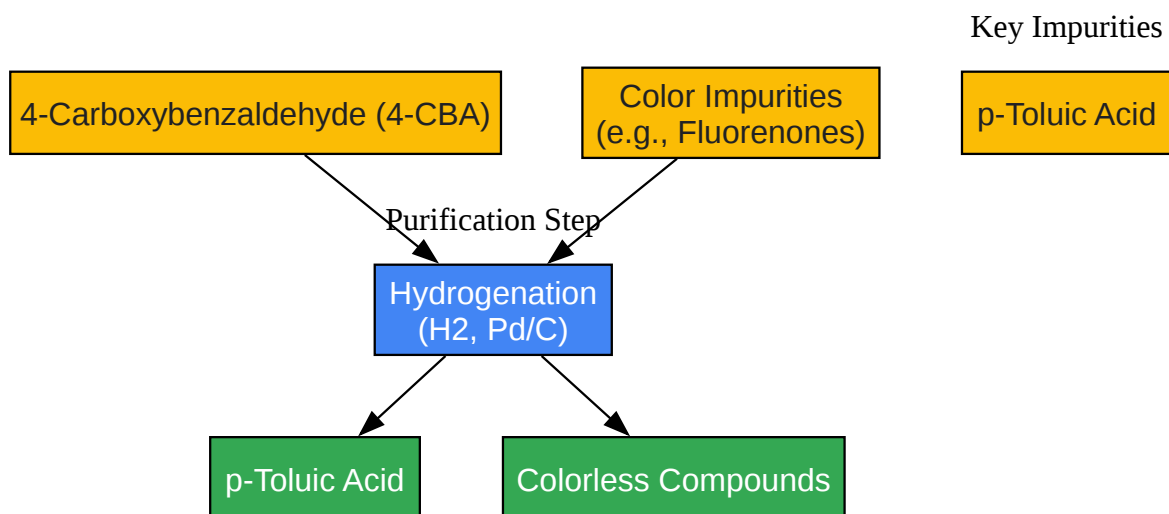 Key Impurities
4-Carboxybenzaldehyde (4-CBA)
Color Impurities
(e.g., Fluorenones)
p-Toluic Acid
Purification Step
Hydrogenation
(H2, Pd/C)
p-Toluic Acid
Colorless Compounds